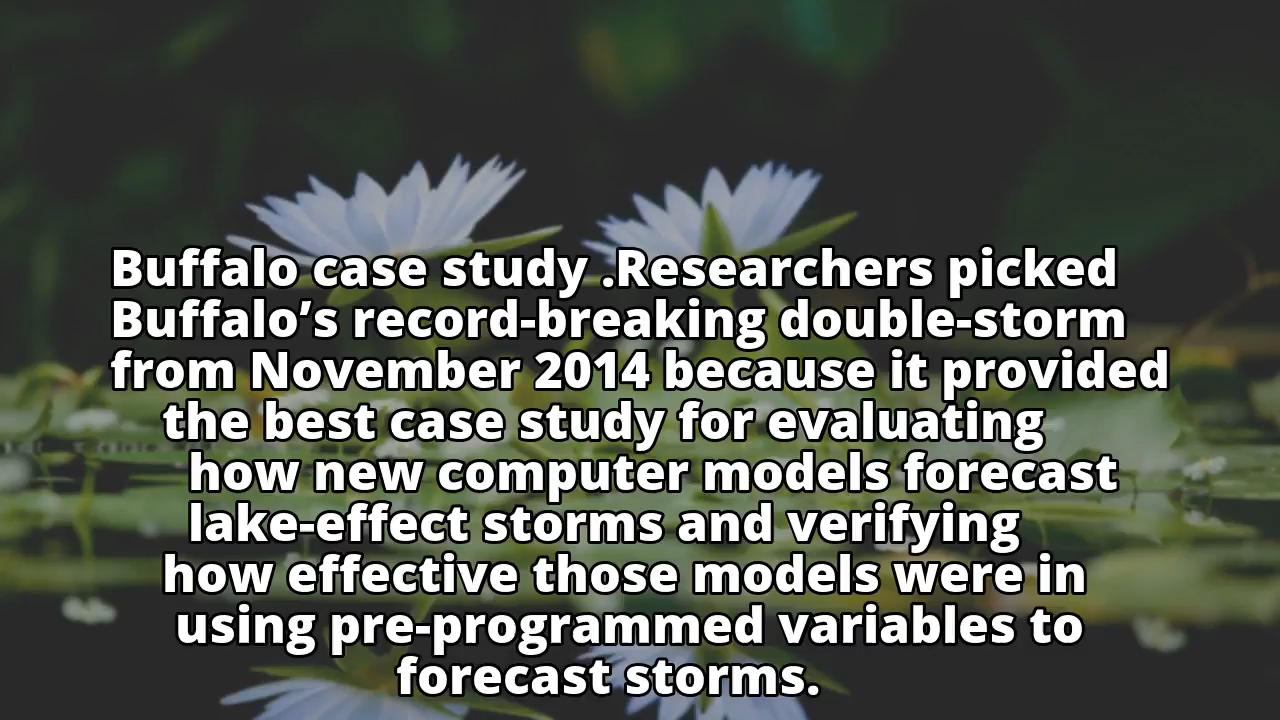 Buffalo case study .Researchers picked
Buffalo’s record-breaking double-storm
from November 2014 because it provided
the best case study for evaluating
how new computer models forecast
lake-effect storms and verifying
how effective those models were in
using pre-programmed variables to
forecast storms.